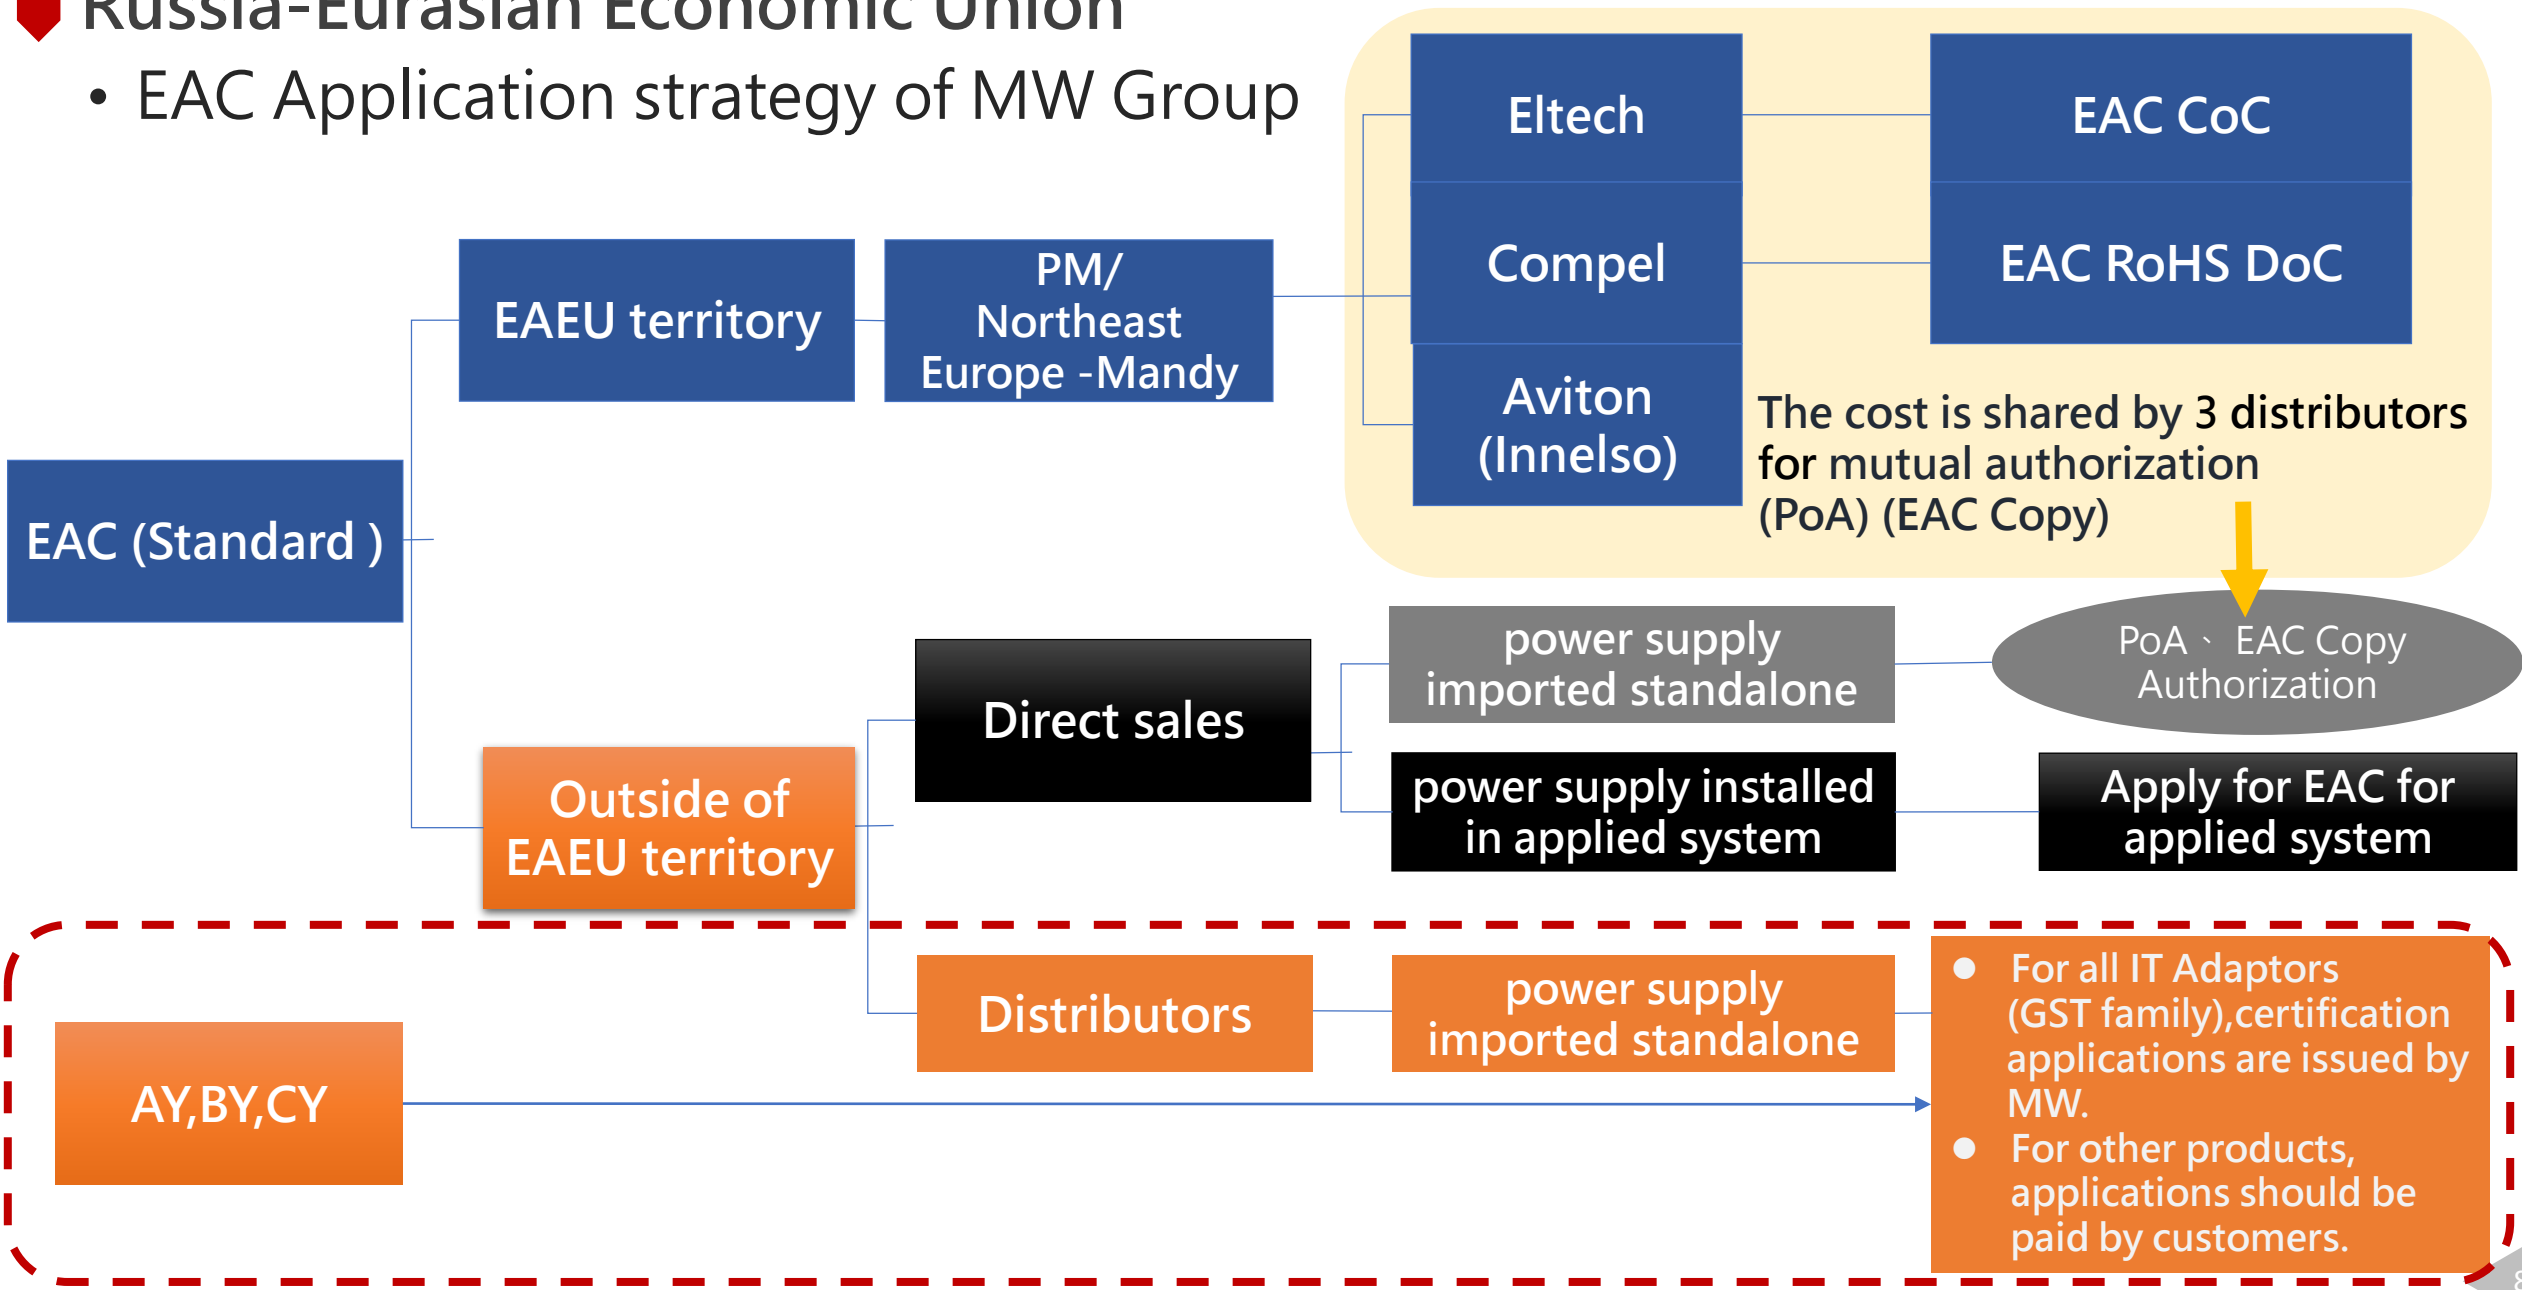 Russia-Eurasian Economic Union
• EAC Application strategy of MW Group
Eltech
EAC CoC
Compel
EAC RoHS DoC
Aviton
(Innelso)
The cost is shared by 3 distributors
for mutual authorization
(PoA) (EAC Copy)
EAEU territory
PM/
Northeast
Europe -Mandy
EAC (Standard )
Outside of
EAEU territory
Direct sales
power supply
imported standalone
PoA、 EAC Copy
Authorization
power supply installed
in applied system
Apply for EAC for
applied system
Distributors
power supply
imported standalone
AY,BY,CY
● For all IT Adaptors
(GST family),certification
applications are issued by
MW.
● For other products,
applications should be
paid by customers.